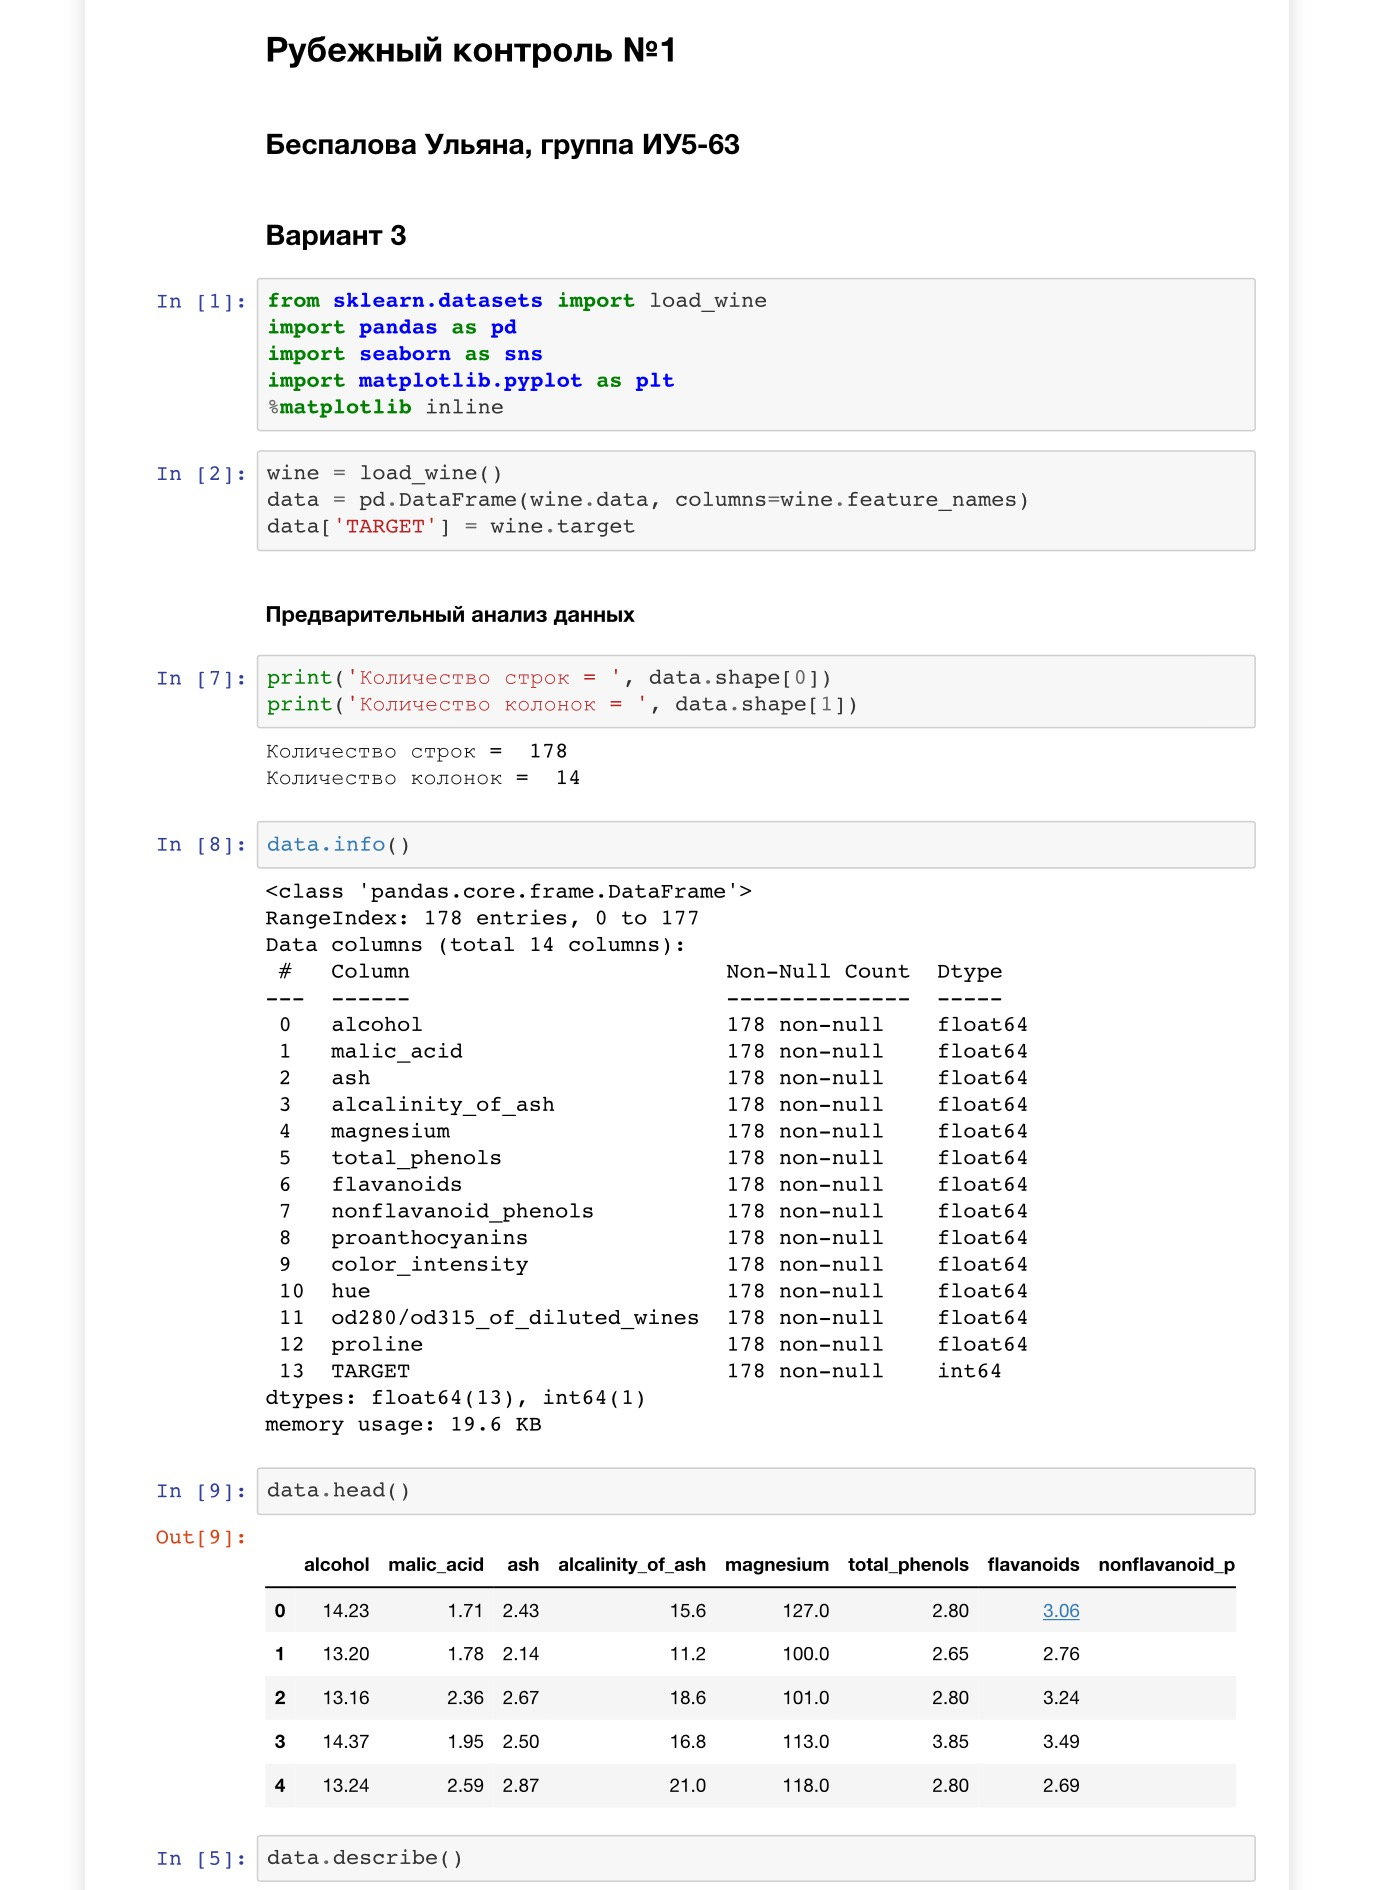 Рубежный контроль №1
Беспалова Ульяна, группа ИУ5-63
Вариант 3
In [1]: from sklearn.datasets import load_wine
import pandas as pd
import seaborn as sns
import matplotlib.pyplot as plt
%matplotlib inline
In [2]: wine = load_wine()
data = pd.DataFrame(wine.data, columns=wine.feature_names)
data['TARGET'] = wine.target
Предварительный анализ данных
In [7]: print('Количество строк = ', data.shape[0])
print('Количество колонок = ', data.shape[1])
Количество строк =  178
Количество колонок =  14
In [8]: data.info()
<class 'pandas.core.frame.DataFrame'>
RangeIndex: 178 entries, 0 to 177
Data columns (total 14 columns):
 #   Column                        Non-Null Count  Dtype
---  ------                        --------------  -----
 0   alcohol                       178 non-null    float64
 1   malic_acid                    178 non-null    float64
 2   ash                           178 non-null    float64
 3   alcalinity_of_ash             178 non-null    float64
 4   magnesium                     178 non-null    float64
 5   total_phenols                 178 non-null    float64
 6   flavanoids                    178 non-null    float64
 7   nonflavanoid_phenols          178 non-null    float64
 8   proanthocyanins               178 non-null    float64
 9   color_intensity               178 non-null    float64
 10  hue                           178 non-null    float64
 11  od280/od315_of_diluted_wines  178 non-null    float64
 12  proline                       178 non-null    float64
 13  TARGET                        178 non-null    int64
dtypes: float64(13), int64(1)
memory usage: 19.6 KB
In [9]: data.head()
Out[9]:
alcohol malic_acid ash alcalinity_of_ash magnesium total_phenols flavanoids nonflavanoid_p
0 14.23 1.71 2.43 15.6 127.0 2.80 3.06
1 13.20 1.78 2.14 11.2 100.0 2.65 2.76
2 13.16 2.36 2.67 18.6 101.0 2.80 3.24
3 14.37 1.95 2.50 16.8 113.0 3.85 3.49
4 13.24 2.59 2.87 21.0 118.0 2.80 2.69
In [5]: data.describe()